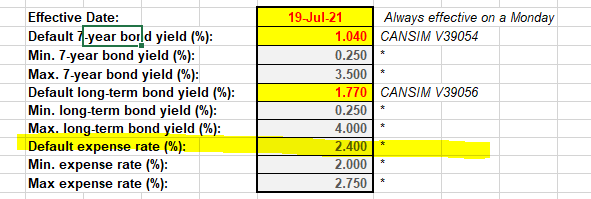 Effective Date: 19-Jul-21 Always effective on a Monday
Default 7-year bond yield (%): 1.040 CANSIM V39054
Min. 7-year bond yield (%): 0.250 *
Max. 7-year bond yield (%): 3.500 *
Default long-term bond yield (%): 1.770 CANSIM V39056
Min. long-term bond yield (%): 0.250 *
Max. long-term bond yield (%): 4.000 *
Default expense rate (%): 2.400 *
Min. expense rate (%): 2.000 *
Max expense rate (%): 2.750 *